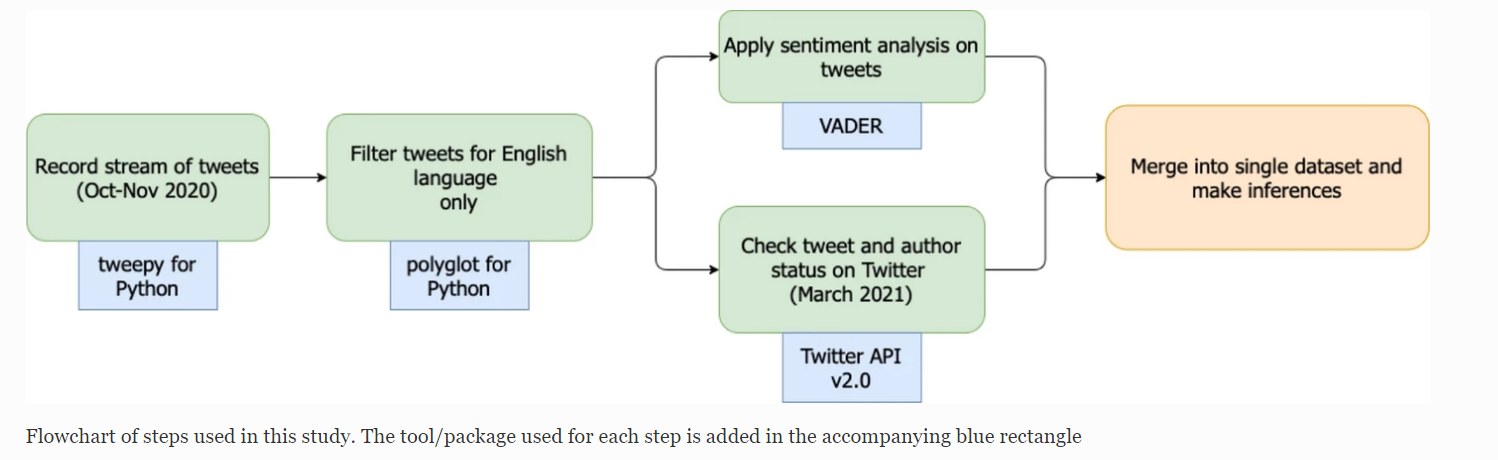 Record stream of tweets
(Oct-Nov 2020)
tweepy for
Python
Filter tweets for English
language
only
polyglot for
Python
Apply sentiment analysis on
tweets
VADER
Check tweet and author
status on Twitter
(March 2021)
Twitter API
v2.0
Merge into single dataset and
make inferences
Flowchart of steps used in this study. The tool/package used for each step is added in the accompanying blue rectangle